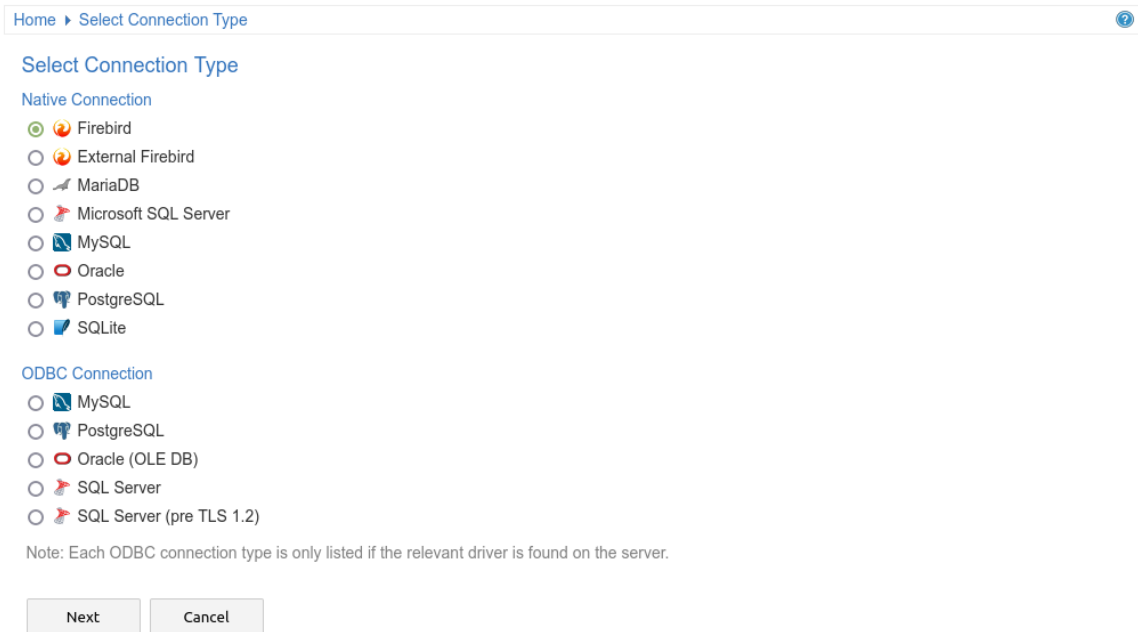 Home Select Connection Type
Select Connection Type
Native Connection
Firebird
External Firebird
MariaDB
Microsoft SQL Server
MySQL
Oracle
PostgreSQL
SQLite
ODBC Connection
MySQL
PostgreSQL
Oracle (OLE DB)
SQL Server
SQL Server (pre TLS 1.2)
Note: Each ODBC connection type is only listed if the relevant driver is found on the server.
Next Cancel